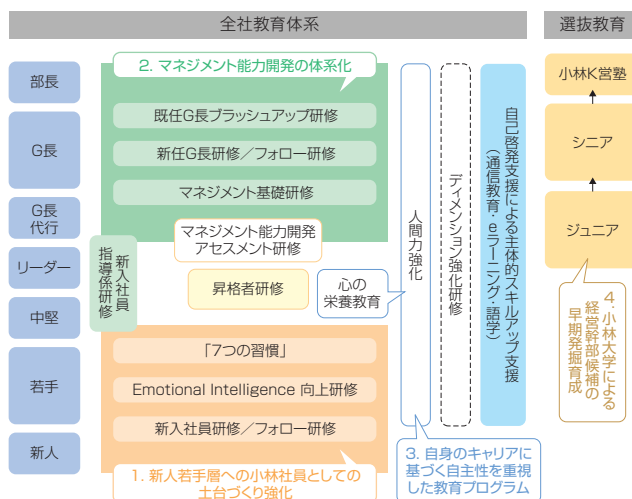 全社教育体系
選抜教育
部長
G長
G長
代行
リーダー
中堅
若手
新人
2. マネジメント能力開発の体系化
既任G長ブラッシュアップ研修
新任G長研修／フォロー研修
マネジメント基礎研修
マネジメント能力開発
アセスメント研修
新入社員
指導係研修
昇格者研修
心の
栄養教育
「7つの習慣」
Emotional Intelligence 向上研修
新入社員研修／フォロー研修
1. 新人若手層への小林社員としての
土台づくり強化
人間力強化
ディメンション強化研修
自己啓発支援による主体的スキルアップ支援
（通信教育・eラーニング・語学）
3. 自身のキャリアに
基づく自主性を重視
した教育プログラム
小林K営塾
シニア
ジュニア
4. 小林大学による
経営幹部候補の
早期発掘育成